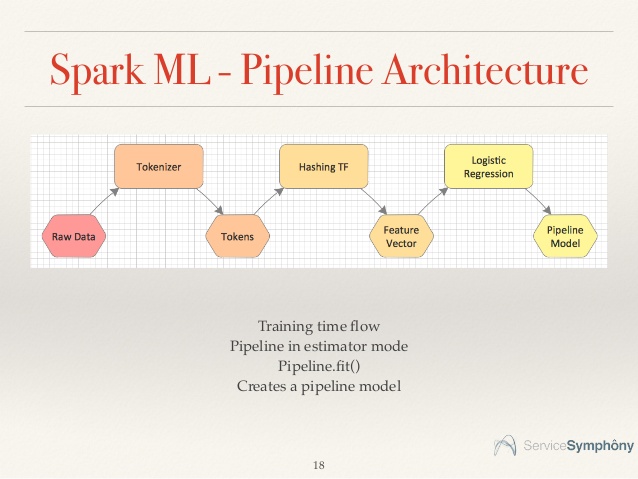 Spark ML - Pipeline Architecture
Tokenizer
Hashing TF
Logistic
Regression
Raw Data
Tokens
Feature
Vector
Pipeline
Model
Training time flow
Pipeline in estimator mode
Pipeline.fit()
Creates a pipeline model
ServiceSymphôny
18